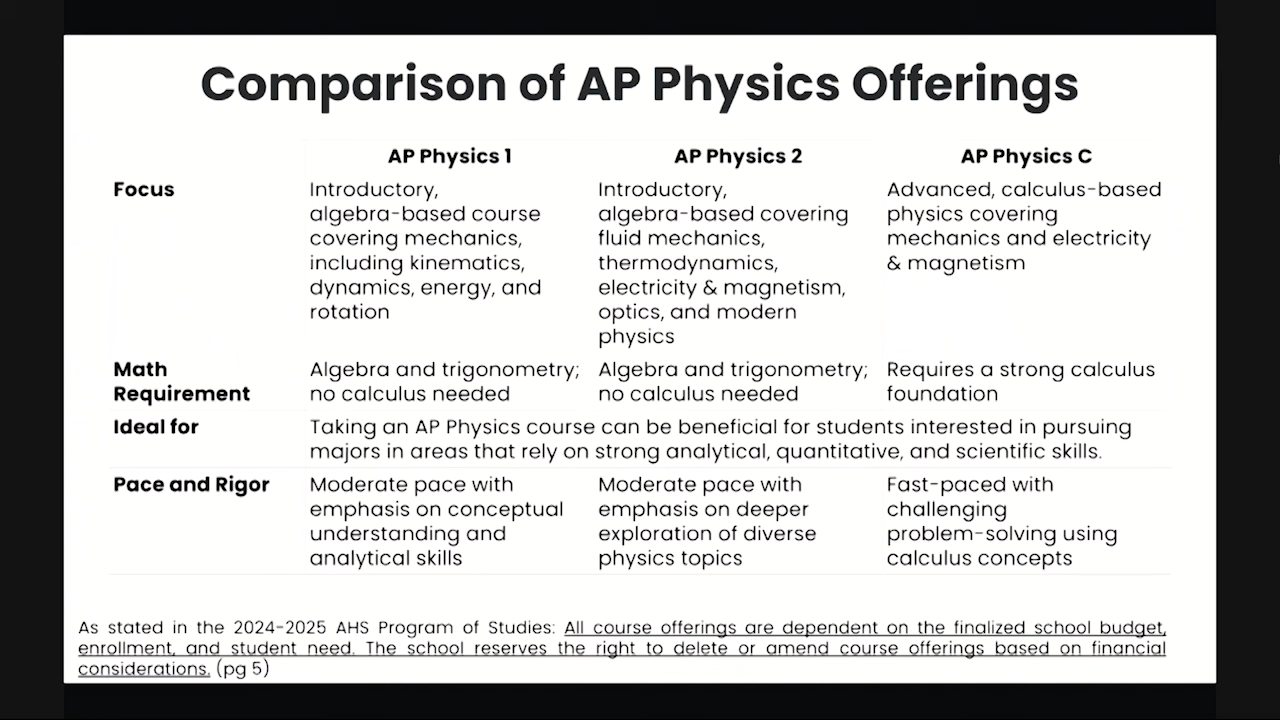 Comparison of AP Physics Offerings
AP Physics 1
AP Physics 2
AP Physics C
Focus
Introductory,
algebra-based course
covering mechanics,
including kinematics,
dynamics, energy, and
rotation
Introductory,
algebra-based covering
fluid mechanics,
thermodynamics,
electricity & magnetism,
optics, and modern
physics
Advanced, calculus-based
physics covering
mechanics and electricity
& magnetism
Math
Requirement
Algebra and trigonometry;
no calculus needed
Algebra and trigonometry;
no calculus needed
Requires a strong calculus
foundation
Ideal for
Taking an AP Physics course can be beneficial for students interested in pursuing
majors in areas that rely on strong analytical, quantitative, and scientific skills.
Pace and Rigor
Moderate pace with
emphasis on conceptual
understanding and
analytical skills
Moderate pace with
emphasis on deeper
exploration of diverse
physics topics
Fast-paced with
challenging
problem-solving using
calculus concepts
As stated in the 2024-2025 AHS Program of Studies: All course offerings are dependent on the finalized school budget,
enrollment, and student need. The school reserves the right to delete or amend course offerings based on financial
considerations. (pg 5)